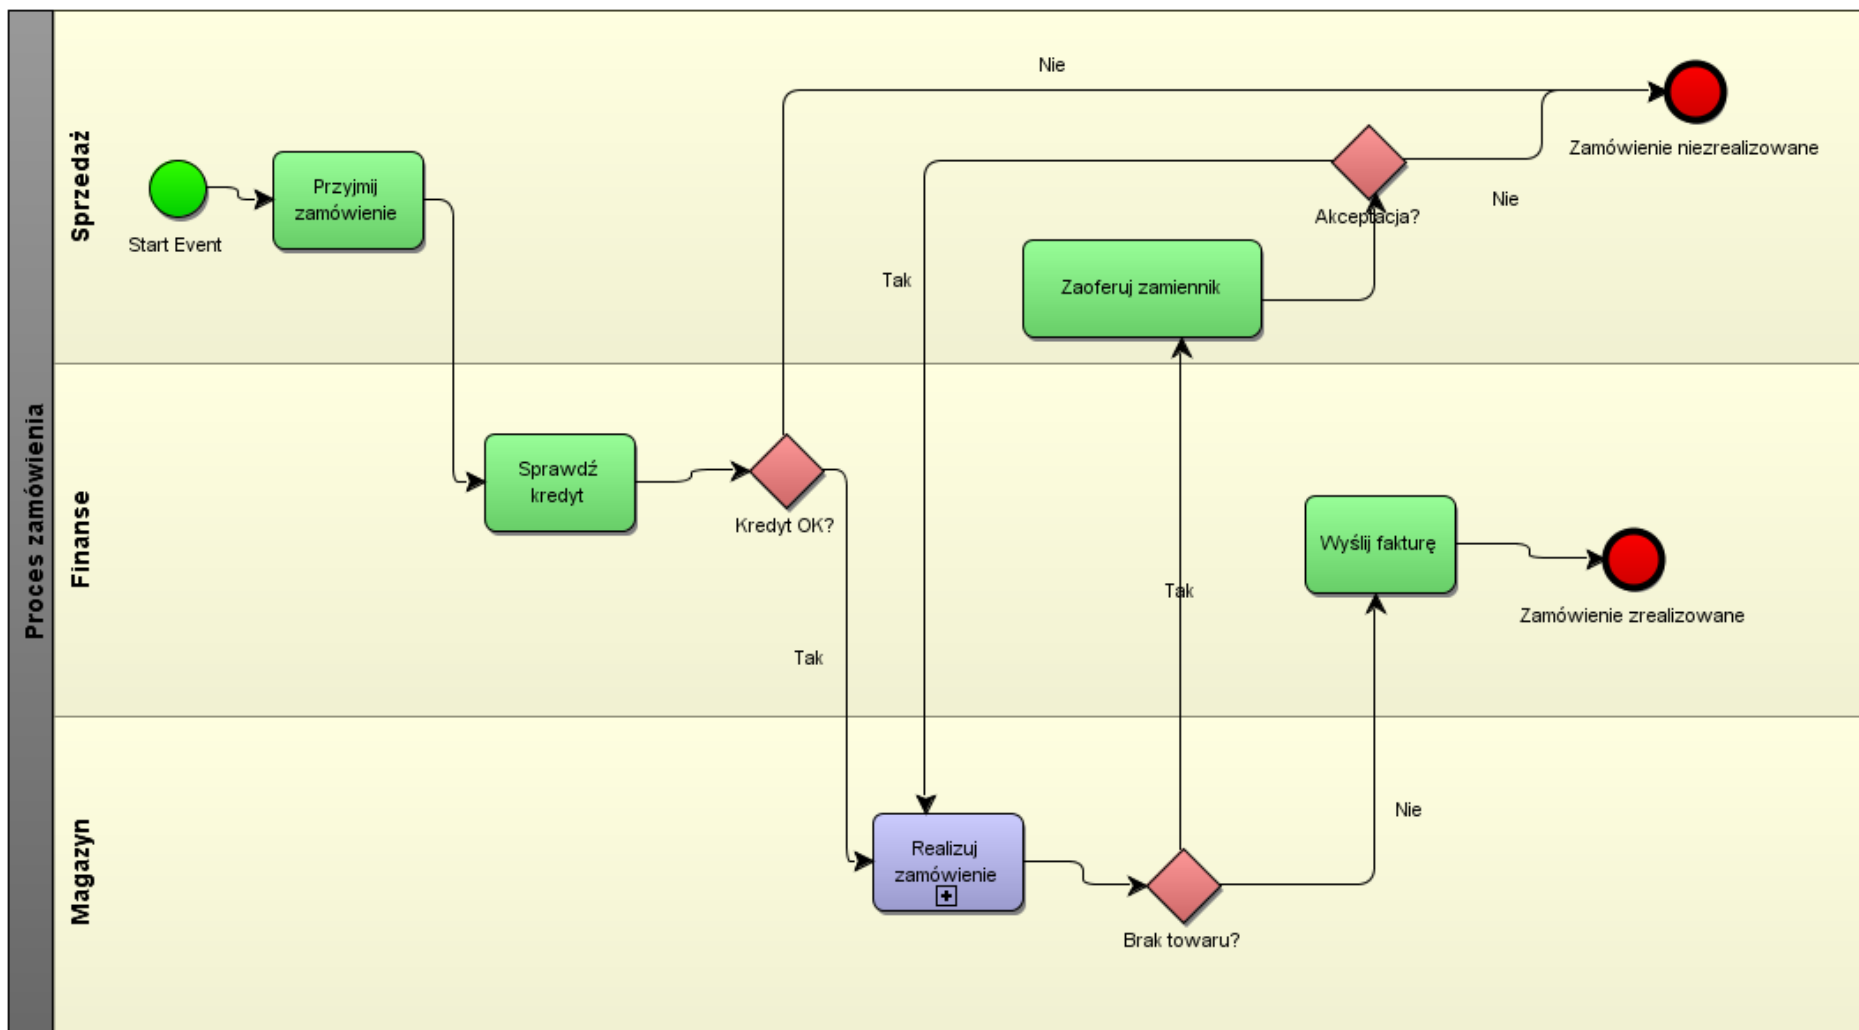 Proces zamówienia
Sprzedaż
Nie
Start Event
Przyjmij
zamówienie
Zamówienie niezrealizowane
Akceptacja?
Nie
Tak
Zaoferuj zamiennik
Finanse
Sprawdź
kredyt
Kredyt OK?
Tak
Tak
Wyślij fakturę
Zamówienie zrealizowane
Magazyn
Realizuj
zamówienie
Brak towaru?
Nie